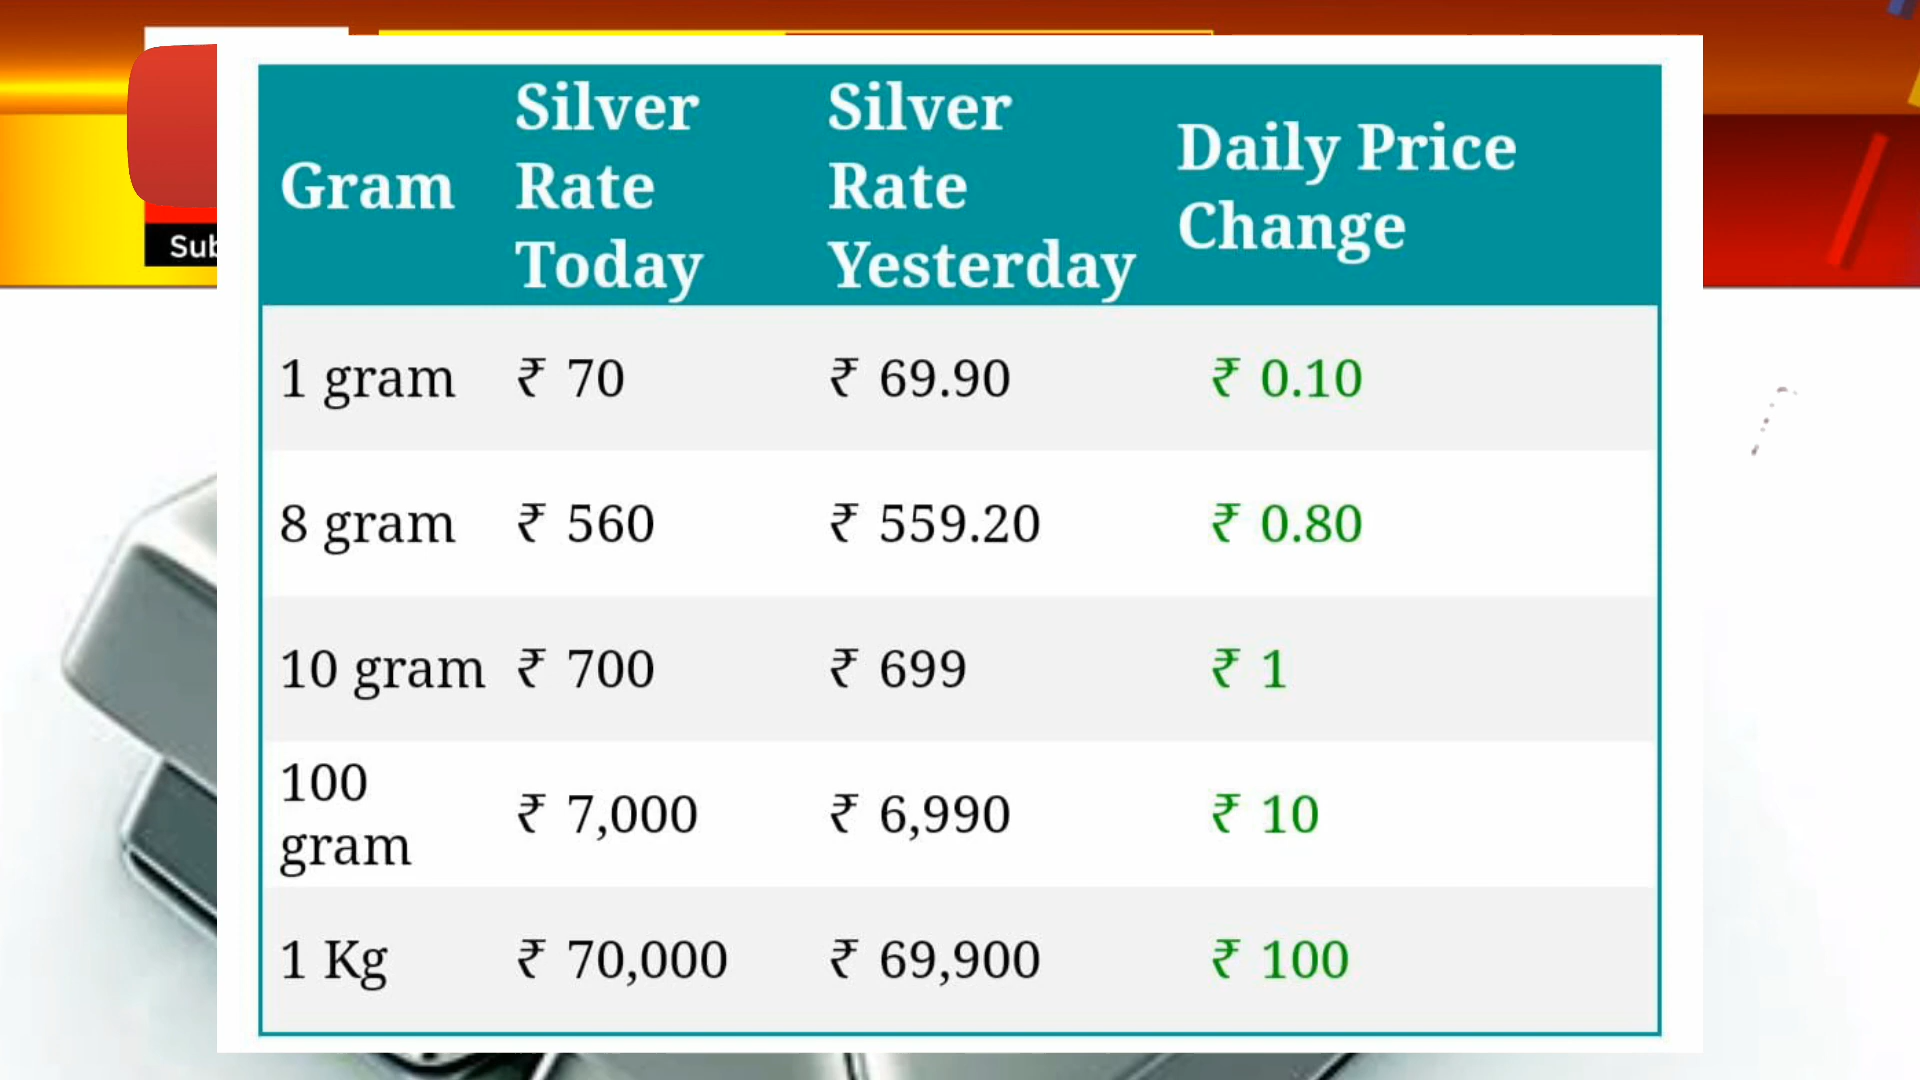 Gram
Silver
Rate
Today
Silver
Rate
Yesterday
Daily Price
Change
1 gram ₹ 70 ₹ 69.90 ₹ 0.10
8 gram ₹ 560 ₹ 559.20 ₹ 0.80
10 gram ₹ 700 ₹ 699 ₹ 1
100
gram
₹ 7,000 ₹ 6,990 ₹ 10
1 Kg ₹ 70,000 ₹ 69,900 ₹ 100